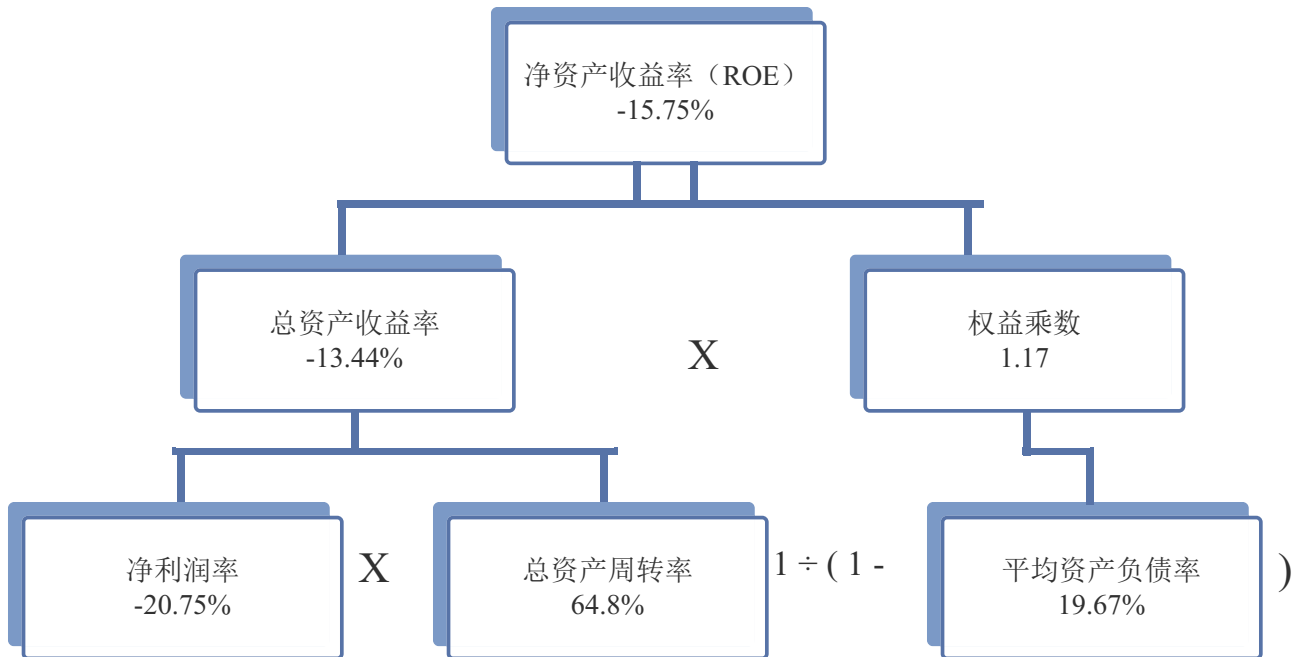 净资产收益率（ROE）
-15.75%
总资产收益率
-13.44%
X
权益乘数
1.17
净利润率
-20.75%
X
总资产周转率
64.8%
1 ÷ ( 1 -
平均资产负债率
19.67%
)